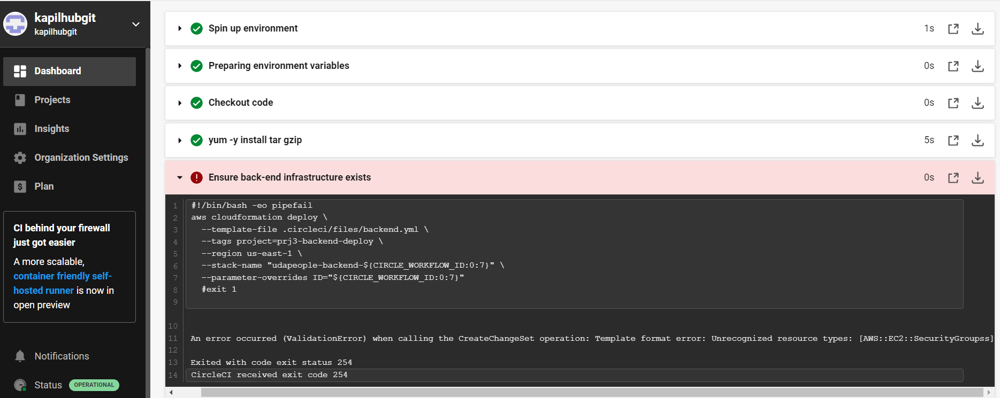 kapilhubgit
kapilhubgit
Dashboard
Projects
Insights
Organization Settings
Plan
CI behind your firewall
just got easier
A more scalable,
container friendly self-
hosted runner is now in
open preview
Notifications
Status OPERATIONAL
Spin up environment 1s
Preparing environment variables 0s
Checkout code 0s
yum -y install tar gzip 5s
Ensure back-end infrastructure exists 0s
1 #!/bin/bash -eo pipefail
2 aws cloudformation deploy \
3 --template-file .circleci/files/backend.yml \
4 --tags project=prj3-backend-deploy \
5 --region us-east-1 \
6 --stack-name "udapeople-backend-${CIRCLE_WORKFLOW_ID:0:7}" \
7 --parameter-overrides ID="${CIRCLE_WORKFLOW_ID:0:7}"
8 #exit 1
9
10
11 An error occurred (ValidationError) when calling the CreateChangeSet operation: Template format error: Unrecognized resource types: [AWS::EC2::SecurityGroupss]
12
13 Exited with code exit status 254
14 CircleCI received exit code 254